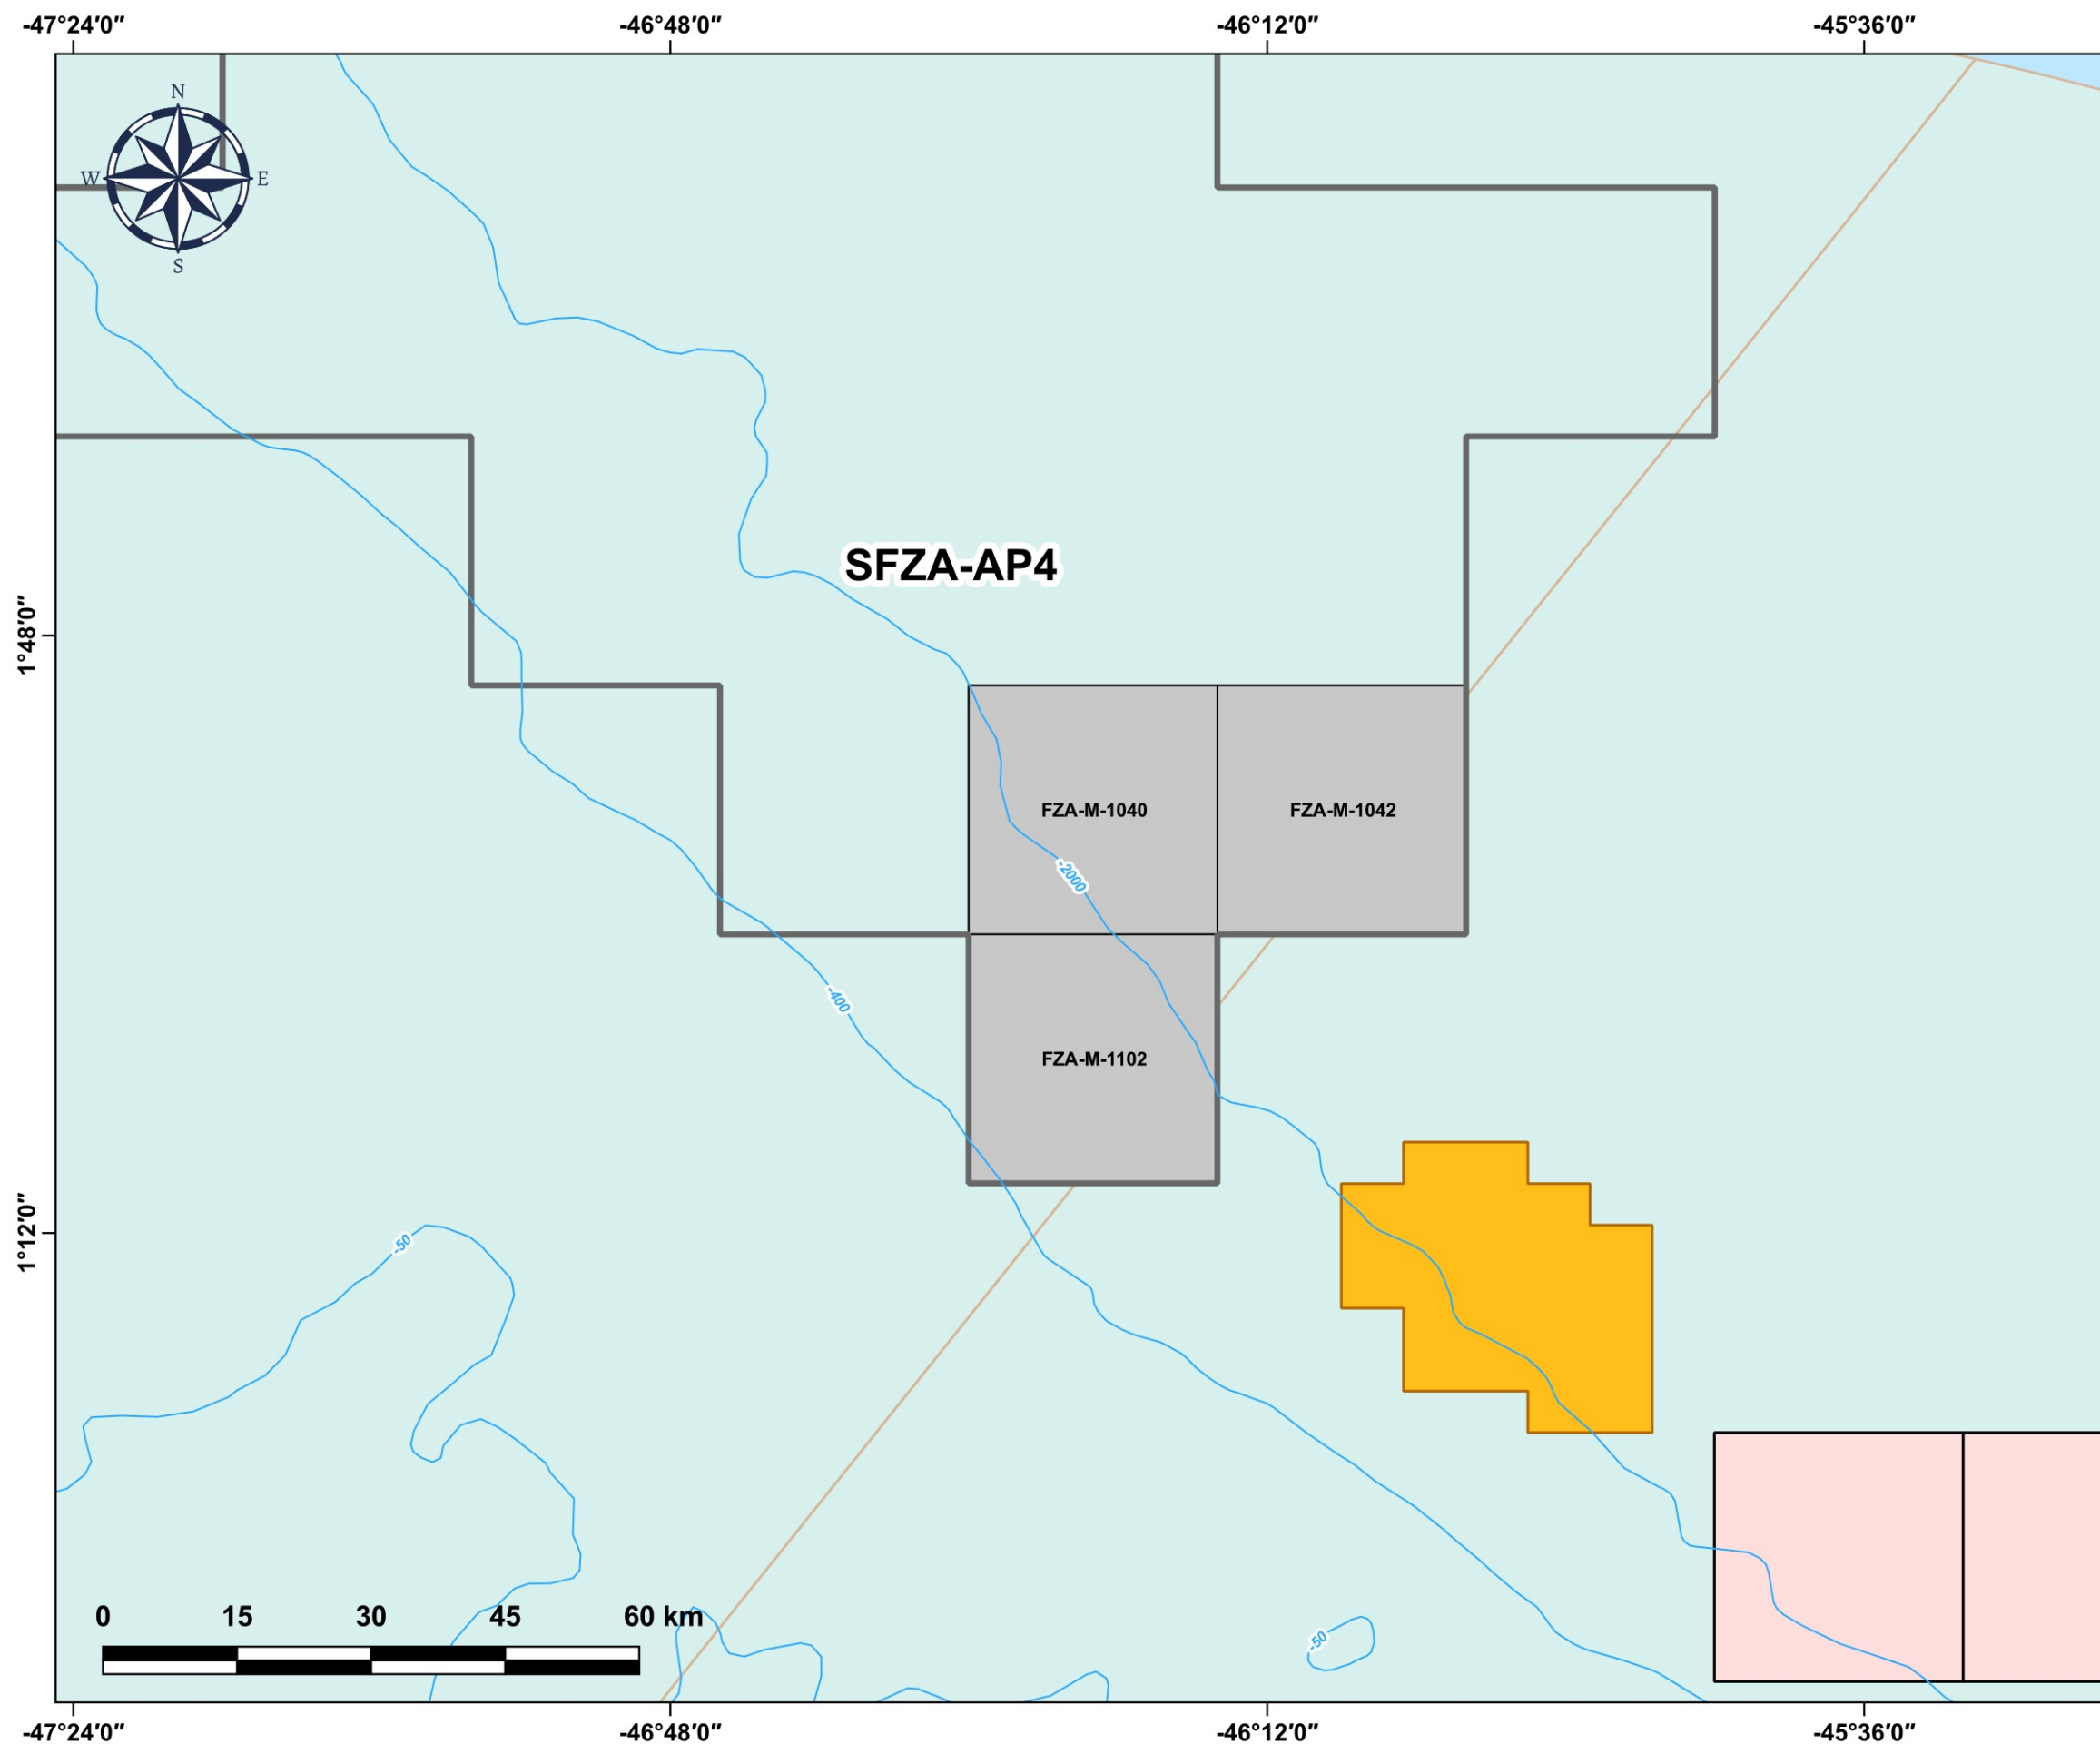 -47°24′0″ -46°48′0″ -46°12′0″ -45°36′0″
N
W E
S
SFZA-AP4
1°48′0″
FZA-M-1040 FZA-M-1042
-2000
-400
FZA-M-1102
1°12′0″
-50
0 15 30 45 60 km
-50
-47°24′0″ -46°48′0″ -46°12′0″ -45°36′0″